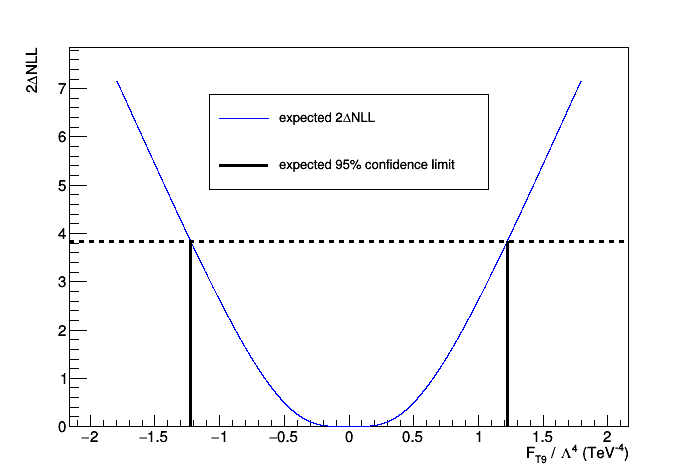 2ΔNLL
7
6
5
4
3
2
1
0
expected 2ΔNLL
expected 95% confidence limit
−2 −1.5 −1 −0.5 0 0.5 1 1.5 2
F_T9 / Λ^4 (TeV^-4)